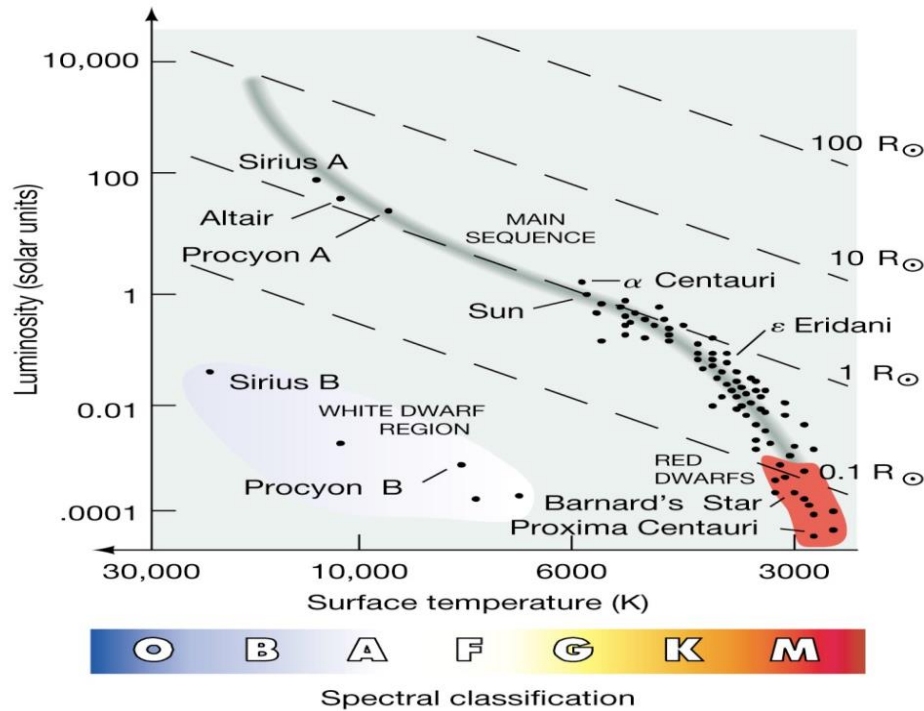 10,000
100
1
0.01
.0001
Luminosity (solar units)
100 R⊙
10 R⊙
1 R⊙
0.1 R⊙
Sirius A
Altair
Procyon A
MAIN
SEQUENCE
α Centauri
Sun
ε Eridani
Sirius B
WHITE DWARF
REGION
Procyon B
RED
DWARFS
Barnard's Star
Proxima Centauri
30,000 10,000 6000 3000
Surface temperature (K)
O B A F G K M
Spectral classification